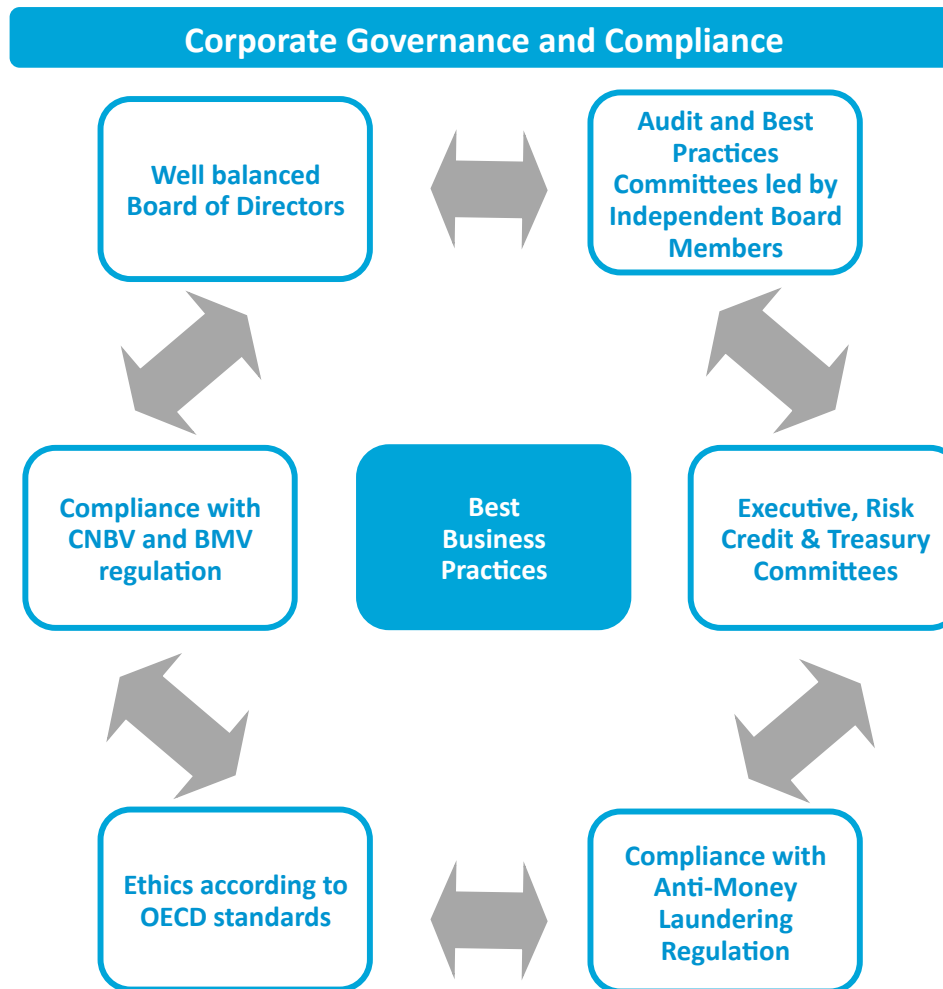 Corporate Governance and Compliance
Well balanced
Board of Directors
Audit and Best
Practices
Committees led by
Independent Board
Members
Compliance with
CNBV and BMV
regulation
Best
Business
Practices
Executive, Risk
Credit & Treasury
Committees
Ethics according to
OECD standards
Compliance with
Anti-Money
Laundering
Regulation